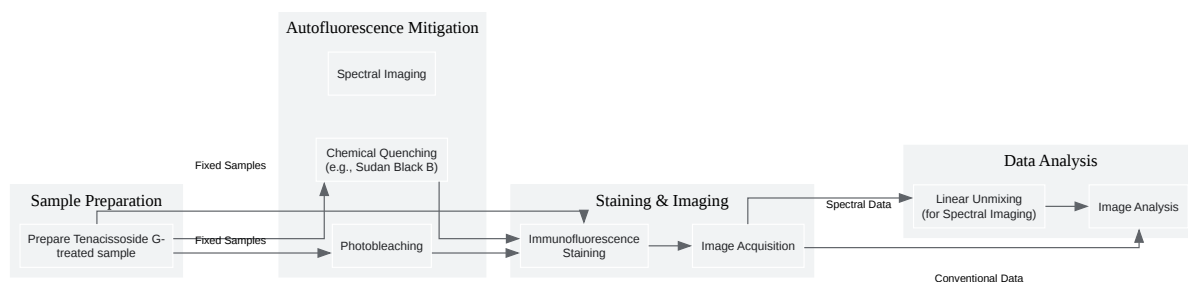 Autofluorescence Mitigation
Spectral Imaging
Chemical Quenching
(e.g., Sudan Black B)
Photobleaching
Fixed Samples
Fixed Samples
Sample Preparation
Prepare Tenacissoside G-
treated sample
Staining & Imaging
Immunofluorescence
Staining
Image Acquisition
Spectral Data
Conventional Data
Data Analysis
Linear Unmixing
(for Spectral Imaging)
Image Analysis